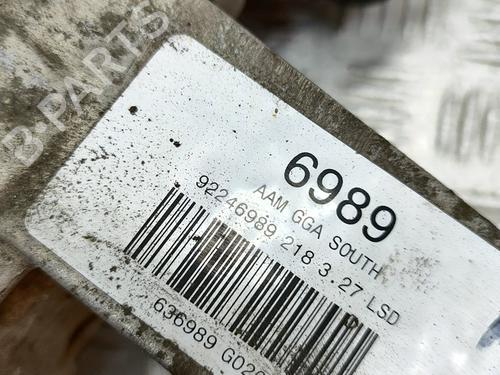 B-PARTS
6989
AAM GGA SOUTH
92246989 218 3.27 LSD
636989